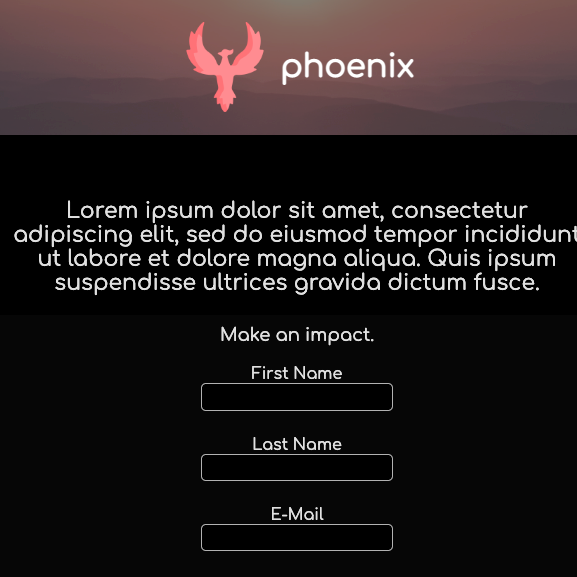 phoenix
Lorem ipsum dolor sit amet, consectetur
adipiscing elit, sed do eiusmod tempor incididunt
ut labore et dolore magna aliqua. Quis ipsum
suspendisse ultrices gravida dictum fusce.
Make an impact.
First Name
Last Name
E-Mail